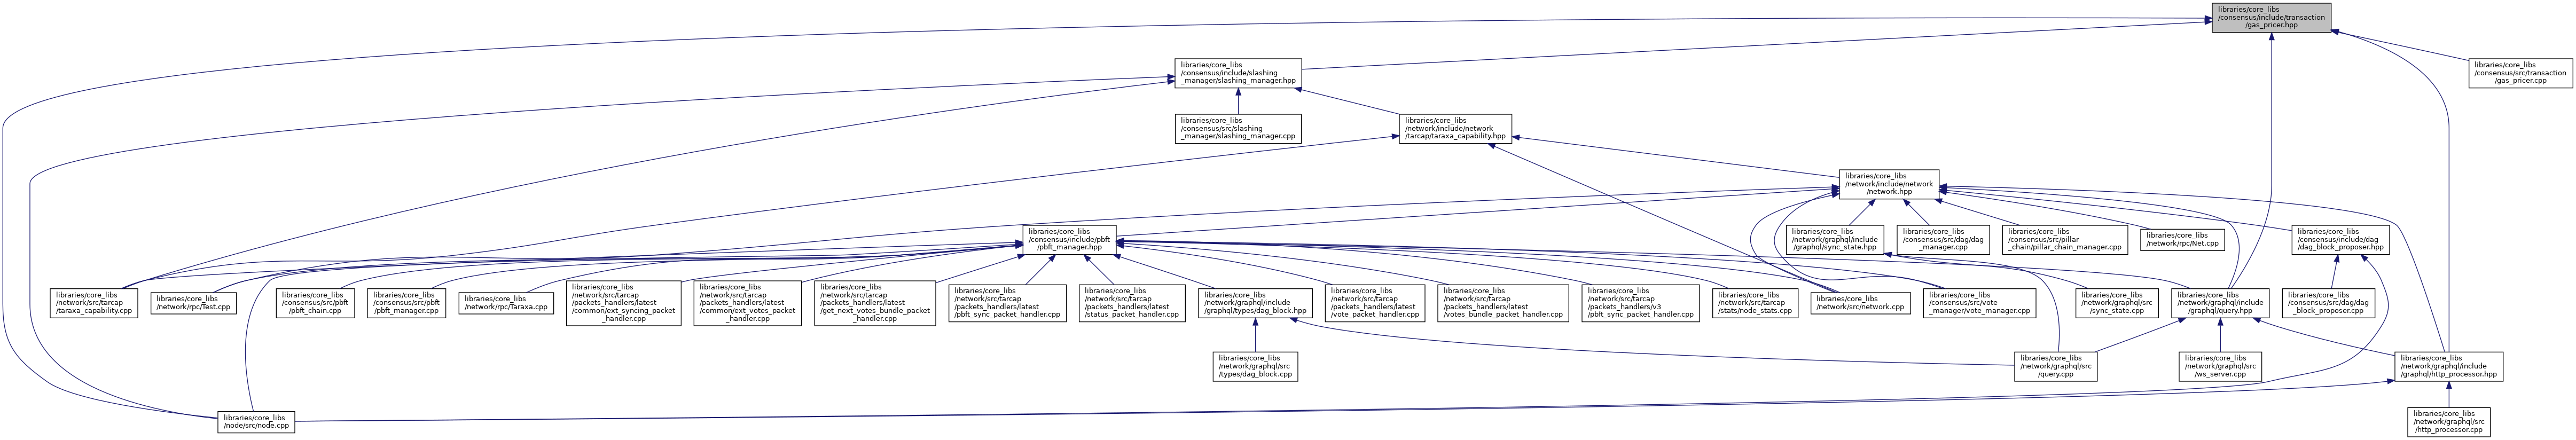 libraries/core_libs
/consensus/include/transaction
/gas_pricer.hpp
libraries/core_libs
/consensus/include/slashing
_manager/slashing_manager.hpp
libraries/core_libs
/consensus/src/transaction
/gas_pricer.cpp
libraries/core_libs
/consensus/src/slashing
_manager/slashing_manager.cpp
libraries/core_libs
/network/include/network
/tarcap/taraxa_capability.hpp
libraries/core_libs
/network/include/network
/network.hpp
libraries/core_libs
/consensus/include/pbft
/pbft_manager.hpp
libraries/core_libs
/network/graphql/include
/graphql/sync_state.hpp
libraries/core_libs
/consensus/src/dag/dag
_manager.cpp
libraries/core_libs
/consensus/src/pillar
_chain/pillar_chain_manager.cpp
libraries/core_libs
/network/rpc/Net.cpp
libraries/core_libs
/consensus/include/dag
/dag_block_proposer.hpp
libraries/core_libs
/network/src/tarcap
/taraxa_capability.cpp
libraries/core_libs
/network/rpc/Test.cpp
libraries/core_libs
/consensus/src/pbft
/pbft_chain.cpp
libraries/core_libs
/consensus/src/pbft
/pbft_manager.cpp
libraries/core_libs
/network/rpc/Taraxa.cpp
libraries/core_libs
/network/src/tarcap
/packets_handlers/latest
/common/ext_syncing_packet
_handler.cpp
libraries/core_libs
/network/src/tarcap
/packets_handlers/latest
/common/ext_votes_packet
_handler.cpp
libraries/core_libs
/network/src/tarcap
/packets_handlers/latest
/get_next_votes_bundle_packet
_handler.cpp
libraries/core_libs
/network/src/tarcap
/packets_handlers/latest
/pbft_sync_packet_handler.cpp
libraries/core_libs
/network/src/tarcap
/packets_handlers/latest
/status_packet_handler.cpp
libraries/core_libs
/network/graphql/include
/graphql/types/dag_block.hpp
libraries/core_libs
/network/src/tarcap
/packets_handlers/latest
/vote_packet_handler.cpp
libraries/core_libs
/network/src/tarcap
/packets_handlers/latest
/votes_bundle_packet_handler.cpp
libraries/core_libs
/network/src/tarcap
/packets_handlers/v3
/pbft_sync_packet_handler.cpp
libraries/core_libs
/network/src/tarcap
/stats/node_stats.cpp
libraries/core_libs
/network/src/network.cpp
libraries/core_libs
/consensus/src/vote
_manager/vote_manager.cpp
libraries/core_libs
/network/graphql/src
/sync_state.cpp
libraries/core_libs
/network/graphql/include
/graphql/query.hpp
libraries/core_libs
/consensus/src/dag/dag
_block_proposer.cpp
libraries/core_libs
/network/graphql/src
/types/dag_block.cpp
libraries/core_libs
/network/graphql/src
/query.cpp
libraries/core_libs
/network/graphql/src
/ws_server.cpp
libraries/core_libs
/network/graphql/include
/graphql/http_processor.hpp
libraries/core_libs
/node/src/node.cpp
libraries/core_libs
/network/graphql/src
/http_processor.cpp